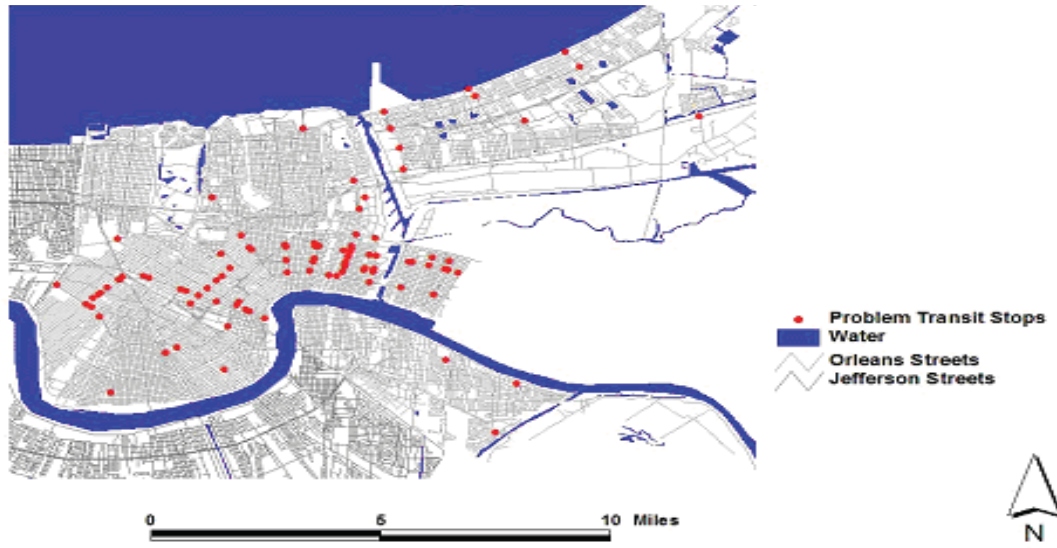 Problem Transit Stops
Water
Orleans Streets
Jefferson Streets
0 5 10 Miles
N